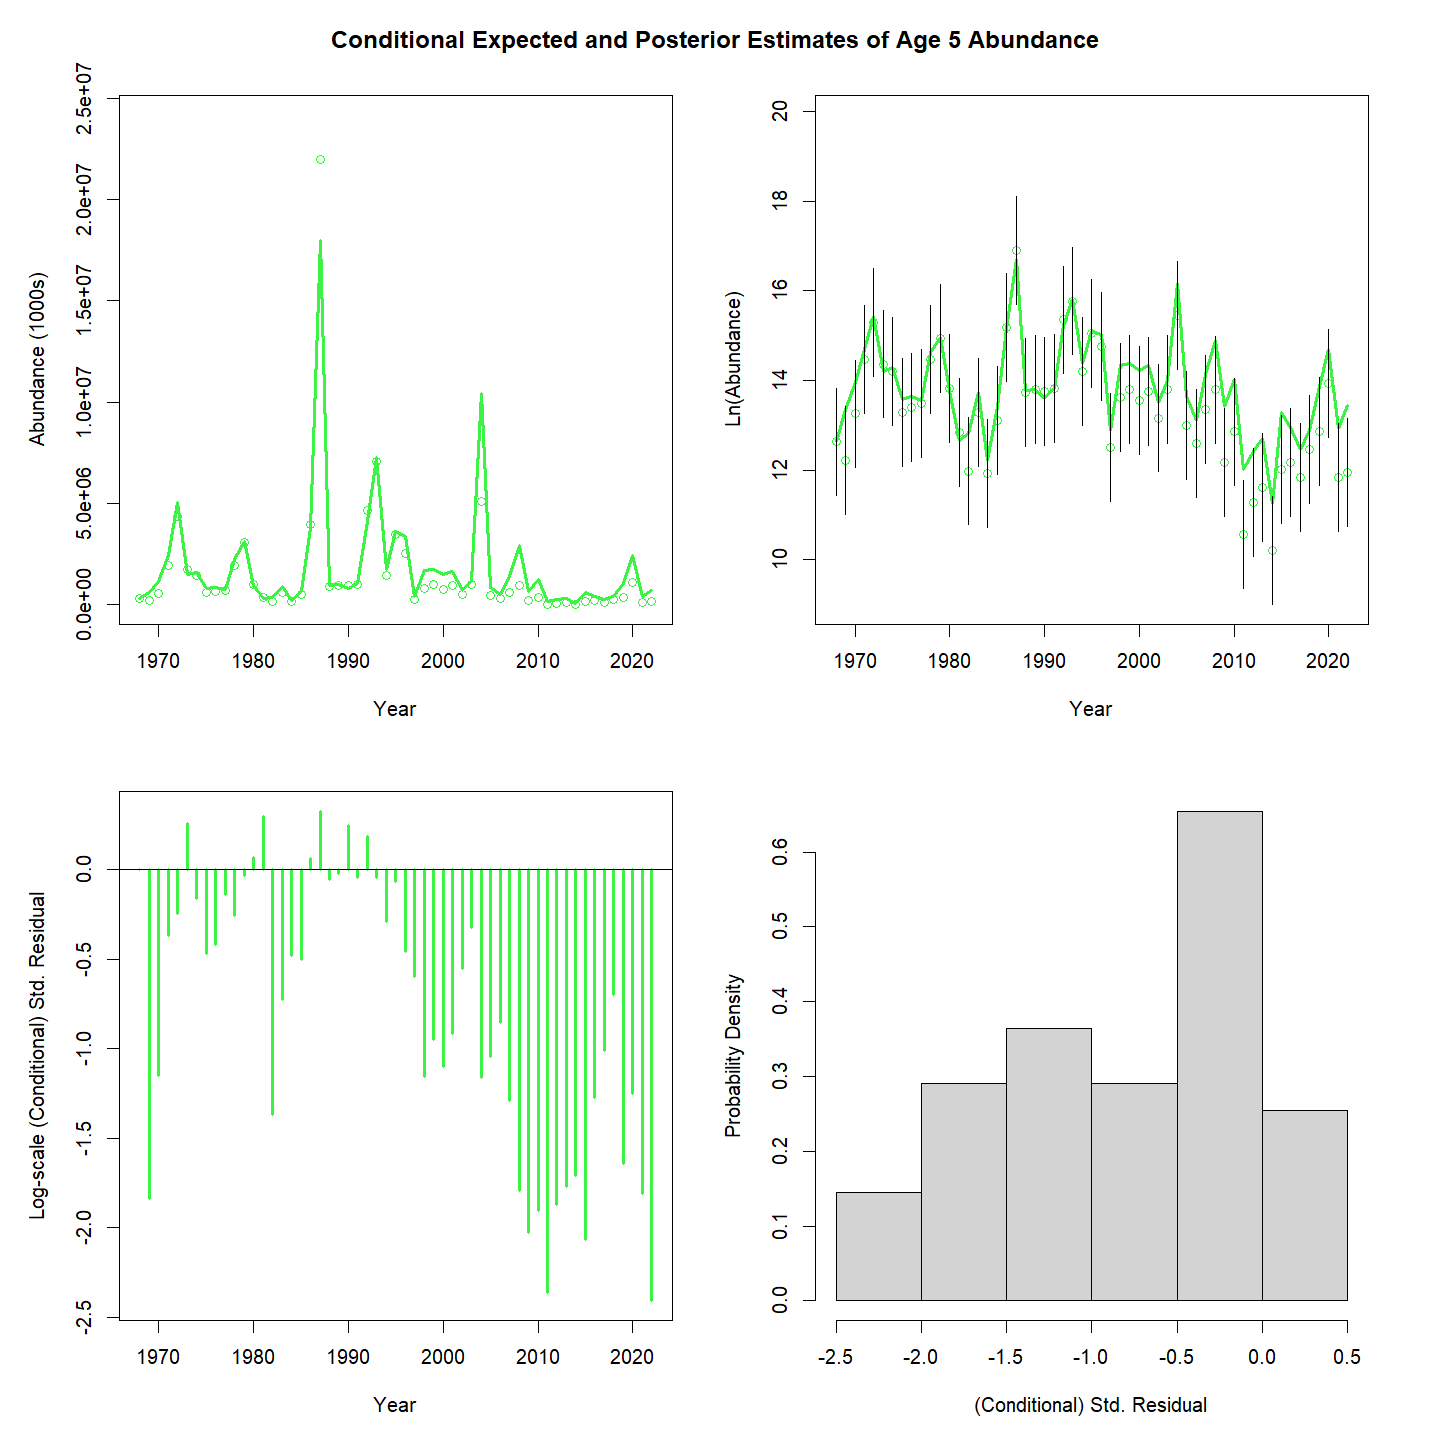 Conditional Expected and Posterior Estimates of Age 5 Abundance
Abundance (1000s)
0.0e+00 5.0e+06 1.0e+07 1.5e+07 2.0e+07 2.5e+07
1970 1980 1990 2000 2010 2020
Year
Ln(Abundance)
10 12 14 16 18 20
1970 1980 1990 2000 2010 2020
Year
Log-scale (Conditional) Std. Residual
-2.5 -2.0 -1.5 -1.0 -0.5 0.0
1970 1980 1990 2000 2010 2020
Year
Probability Density
0.0 0.1 0.2 0.3 0.4 0.5 0.6
-2.5 -2.0 -1.5 -1.0 -0.5 0.0 0.5
(Conditional) Std. Residual